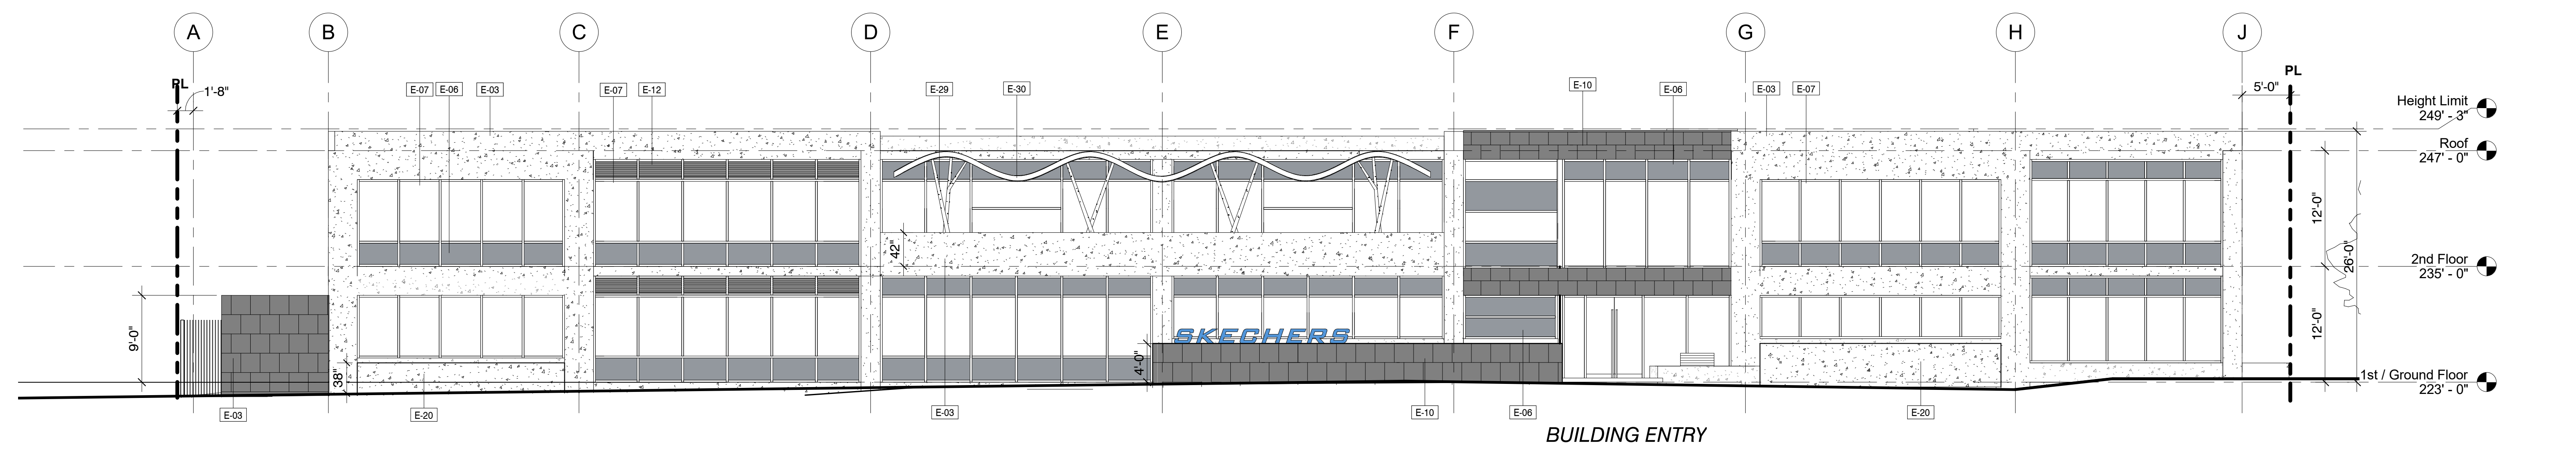 A
B
C
D
E
F
G
H
J
PL
1'-8"
E-07
E-06
E-03
E-07
E-12
E-29
E-30
E-10
E-06
E-03
E-07
PL
5'-0"
Height Limit
249' - 3"
Roof
247' - 0"
12'-0"
42"
26'-0"
2nd Floor
235' - 0"
9'-0"
SKECHERS
12'-0"
4'-0"
38"
1st / Ground Floor
223' - 0"
E-03
E-20
E-03
E-10
E-06
E-20
BUILDING ENTRY